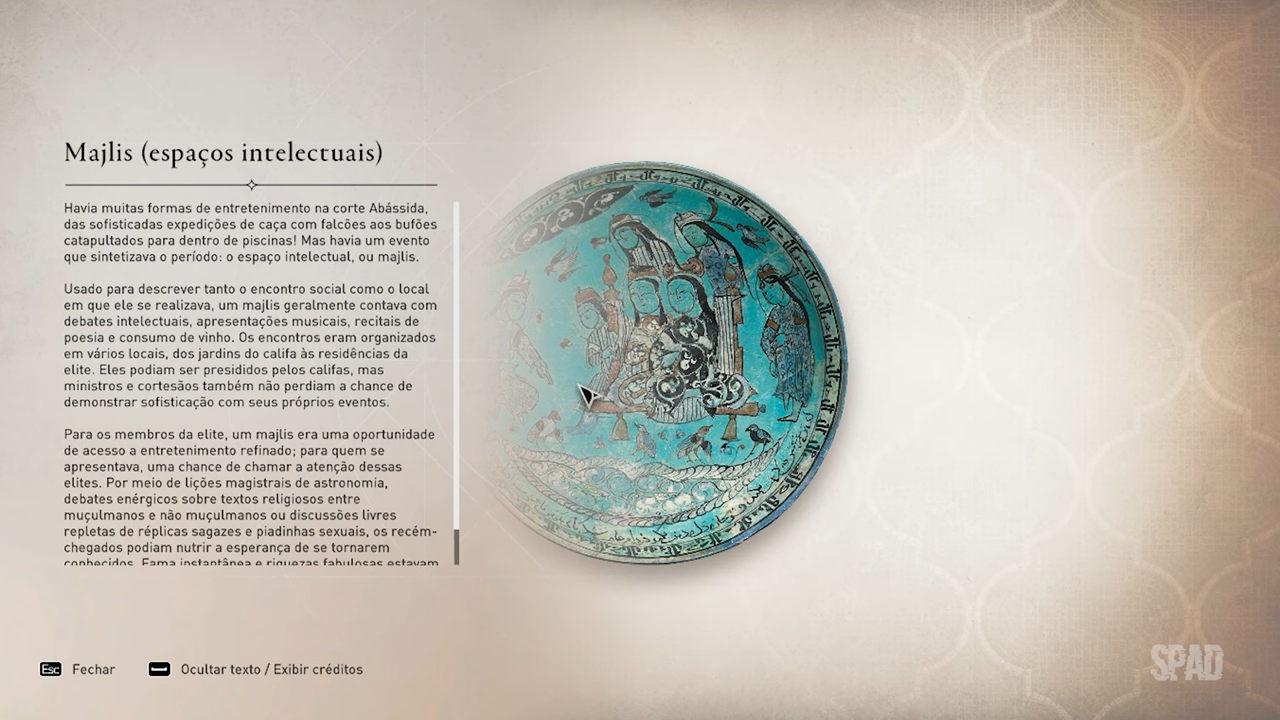 Majlis (espaços intelectuais)
Havia muitas formas de entretenimento na corte Abássida,
das sofisticadas expedições de caça com falcões aos bufões
catapultados para dentro de piscinas! Mas havia um evento
que sintetizava o período: o espaço intelectual, ou majlis.
Usado para descrever tanto o encontro social como o local
em que ele se realizava, um majlis geralmente contava com
debates intelectuais, apresentações musicais, recitais de
poesia e consumo de vinho. Os encontros eram organizados
em vários locais, dos jardins do califa às residências da
elite. Eles podiam ser presididos pelos califas, mas
ministros e cortesãos também não perdiam a chance de
demonstrar sofisticação com seus próprios eventos.
Para os membros da elite, um majlis era uma oportunidade
de acesso a entretenimento refinado; para quem se
apresentava, uma chance de chamar a atenção dessas
elites. Por meio de lições magistrais de astronomia,
debates enérgicos sobre textos religiosos entre
muçulmanos e não muçulmanos ou discussões livres
repletas de réplicas sagazes e piadinhas sexuais, os recém-
chegados podiam nutrir a esperança de se tornarem
conhecidos. Fama instantânea e riquezas fabulosas estavam
Esc Fechar
Ocultar texto / Exibir créditos
SPAD